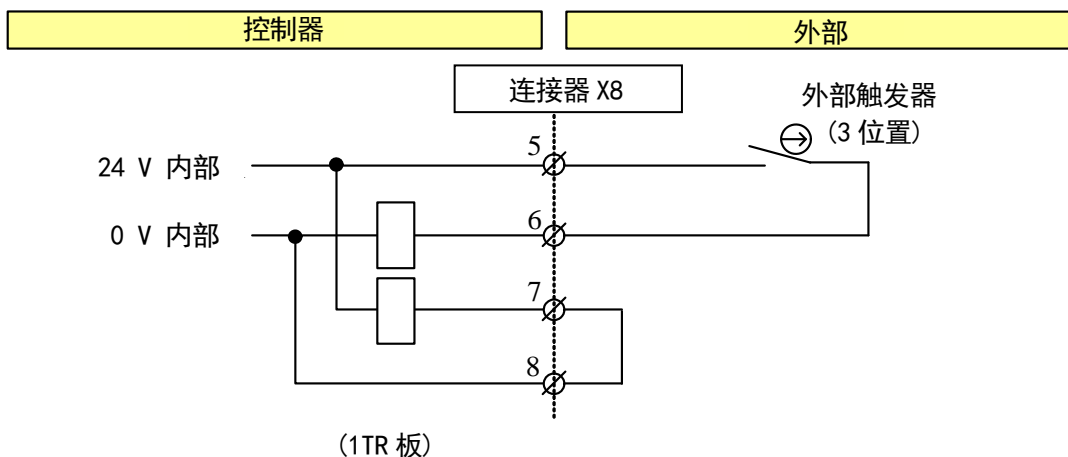 控制器
外部
连接器 X8
外部触发器
(3 位置)
5
24 V 内部
6
0 V 内部
7
8
(1TR 板)